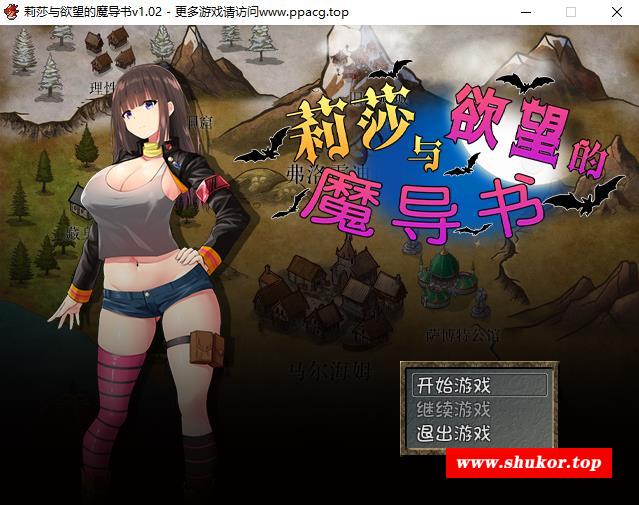 莉莎与欲望的魔导书v1.02 - 更多游戏请访问www.ppacg.top
理性
莉莎与欲望的
魔导书
马尔海姆
萨博特公馆
开始游戏
继续游戏
退出游戏
www.shukor.top